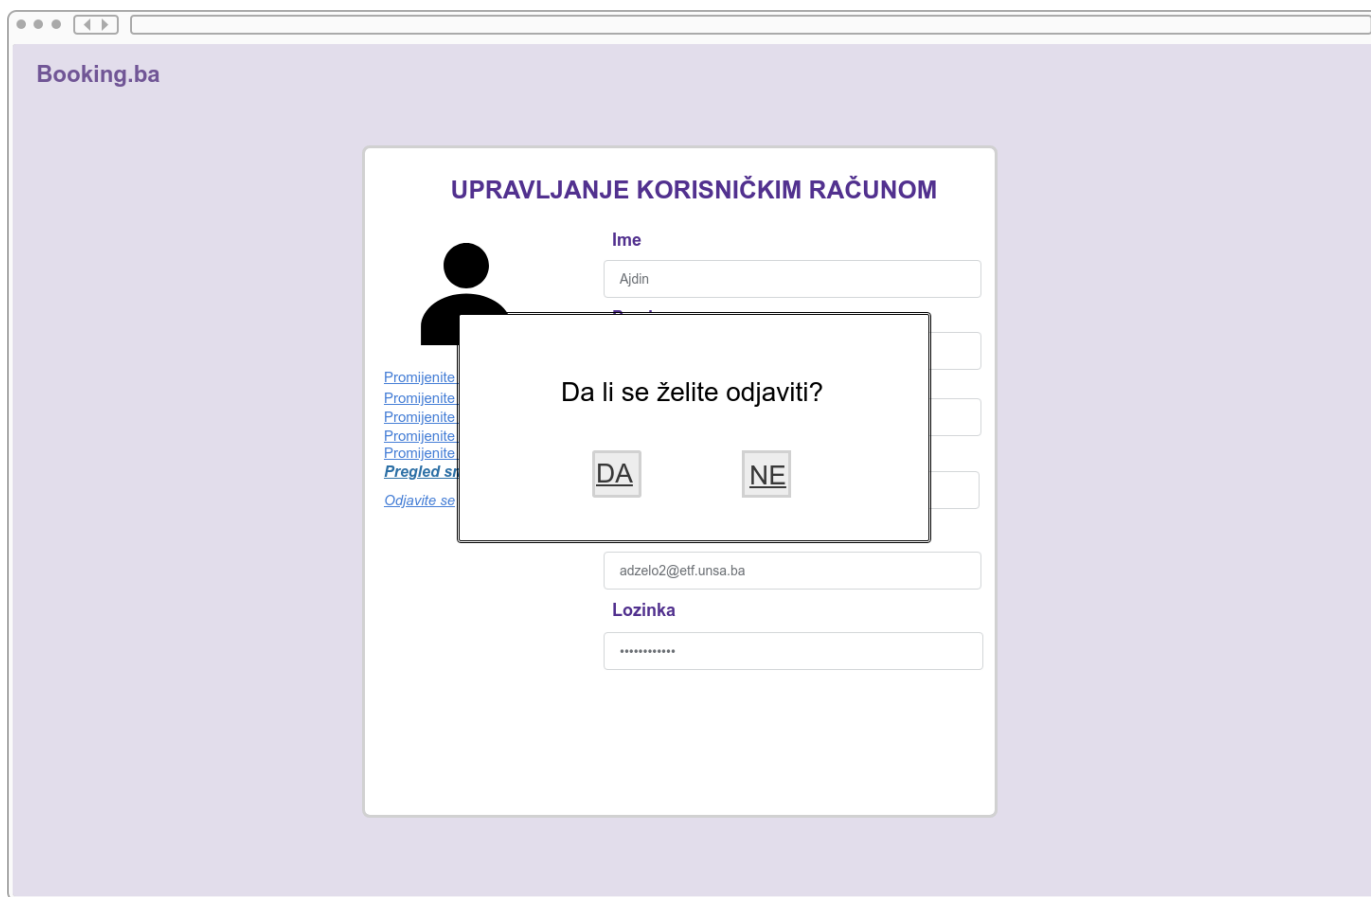 Booking.ba
UPRAVLJANJE KORISNIČKIM RAČUNOM
Ime
Ajdin
Promijenite
Promijenite
Promijenite
Promijenite
Promijenite
Pregled
Odjavite se
Da li se želite odjaviti?
DA
NE
adzelo2@etf.unsa.ba
Lozinka
••••••••••••